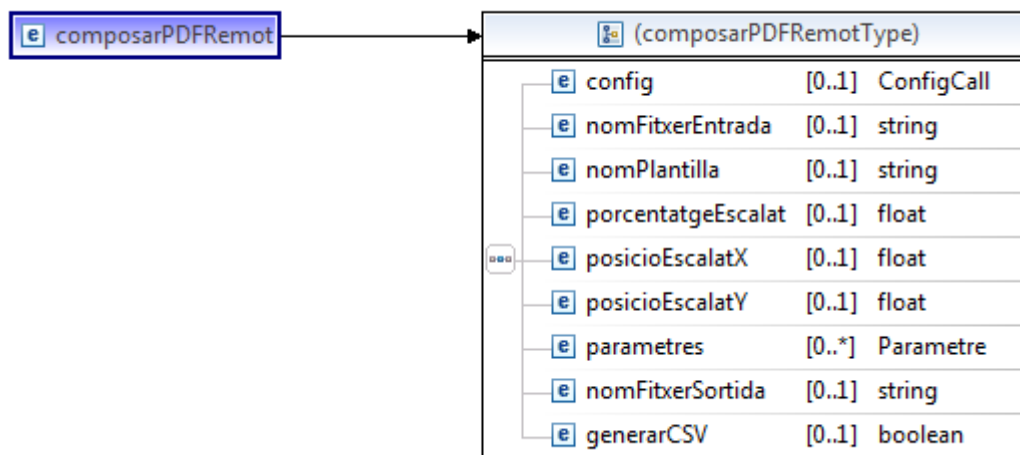 e composarPDFRemot
(composarPDFRemotType)
e config [0..1] ConfigCall
e nomFitxerEntrada [0..1] string
e nomPlantilla [0..1] string
e porcentatgeEscalat [0..1] float
e posicioEscalatX [0..1] float
e posicioEscalatY [0..1] float
e parametres [0..*] Parametre
e nomFitxerSortida [0..1] string
e generarCSV [0..1] boolean